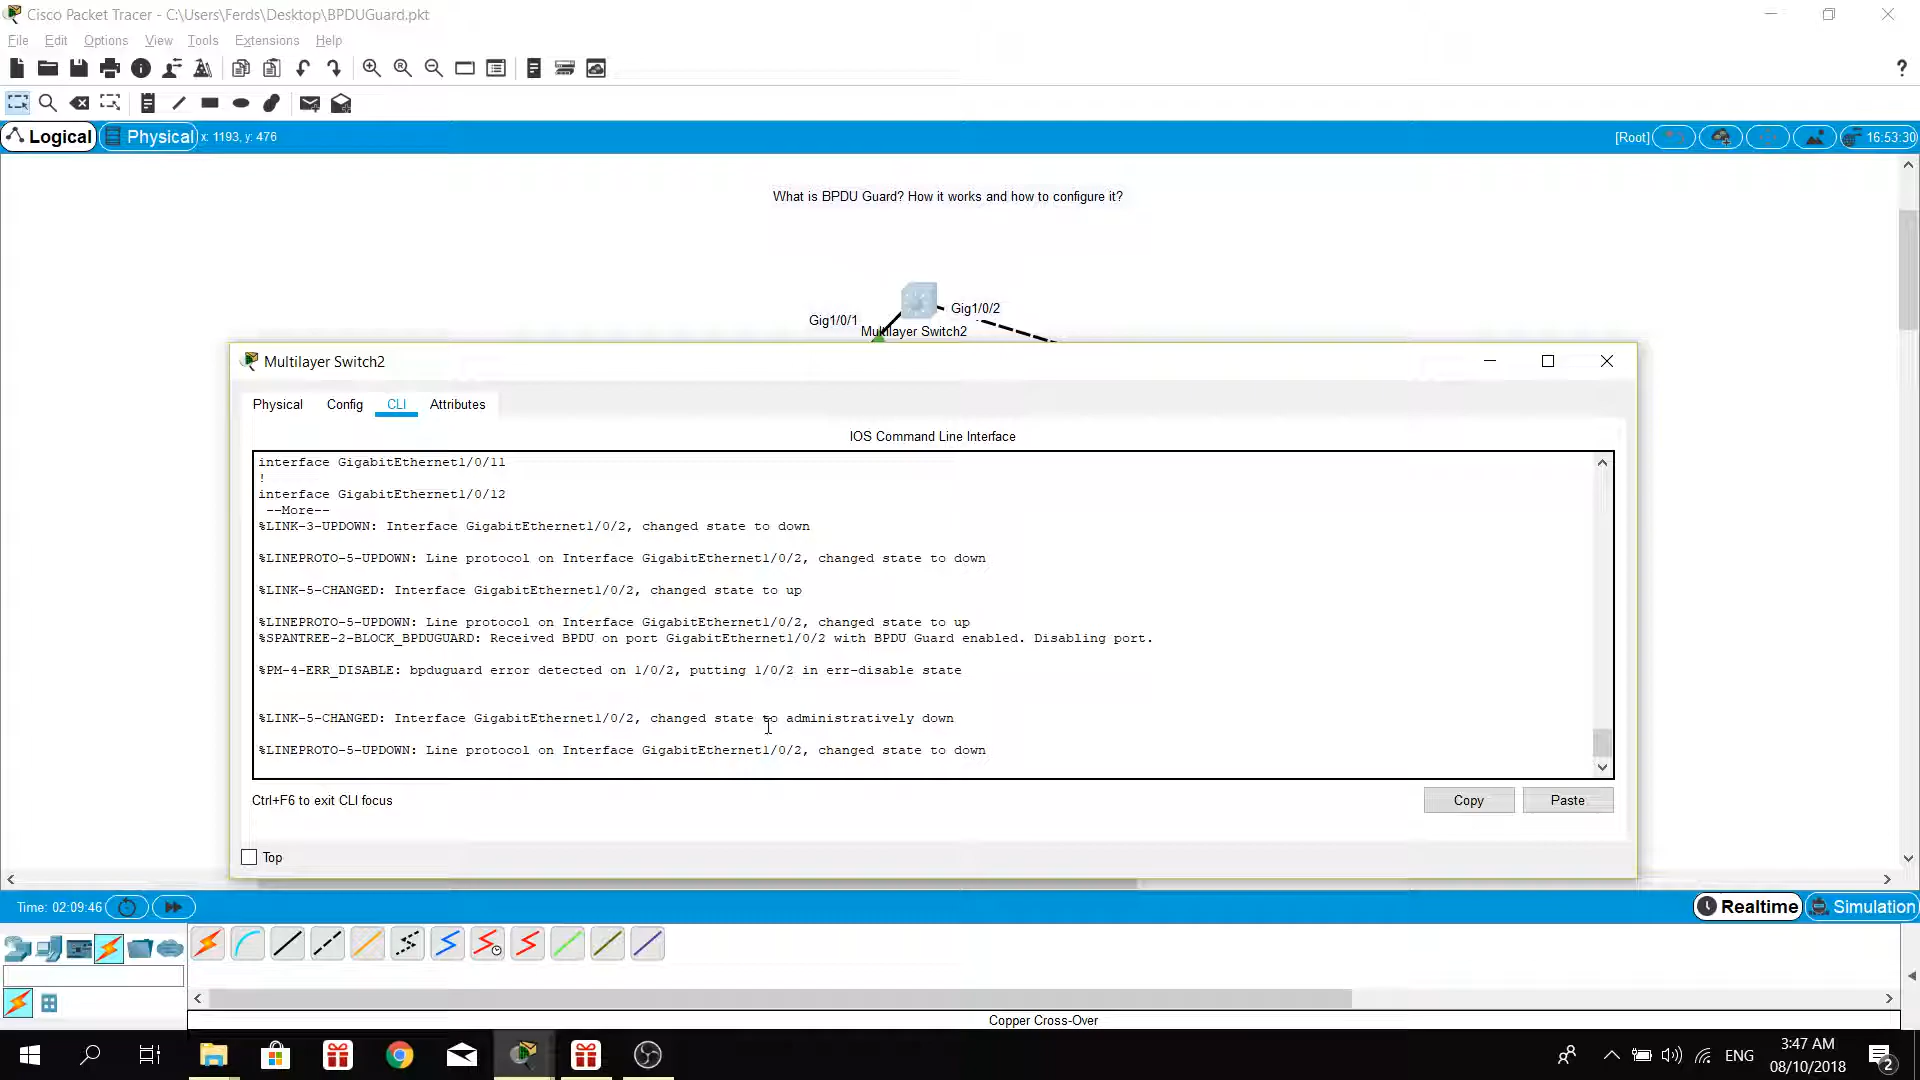 Cisco Packet Tracer - C:\Users\Ferds\Desktop\BPDUGuard.pkt
File Edit Options View Tools Extensions Help
Logical Physical x: 1193, y: 476 [Root] 16:53:30
What is BPDU Guard? How it works and how to configure it?
Gig1/0/2
Gig1/0/1
Multilayer Switch2
Multilayer Switch2
Physical Config CLI Attributes
IOS Command Line Interface
interface GigabitEthernet1/0/11
!
interface GigabitEthernet1/0/12
--More--
%LINK-3-UPDOWN: Interface GigabitEthernet1/0/2, changed state to down
%LINEPROTO-5-UPDOWN: Line protocol on Interface GigabitEthernet1/0/2, changed state to down
%LINK-5-CHANGED: Interface GigabitEthernet1/0/2, changed state to up
%LINEPROTO-5-UPDOWN: Line protocol on Interface GigabitEthernet1/0/2, changed state to up
%SPANTREE-2-BLOCK_BPDUGUARD: Received BPDU on port GigabitEthernet1/0/2 with BPDU Guard enabled. Disabling port.
%PM-4-ERR_DISABLE: bpduguard error detected on 1/0/2, putting 1/0/2 in err-disable state
%LINK-5-CHANGED: Interface GigabitEthernet1/0/2, changed state to administratively down
%LINEPROTO-5-UPDOWN: Line protocol on Interface GigabitEthernet1/0/2, changed state to down
Ctrl+F6 to exit CLI focus
Copy Paste
Top
Time: 02:09:46 Realtime Simulation
Copper Cross-Over
ENG
3:47 AM
08/10/2018
2